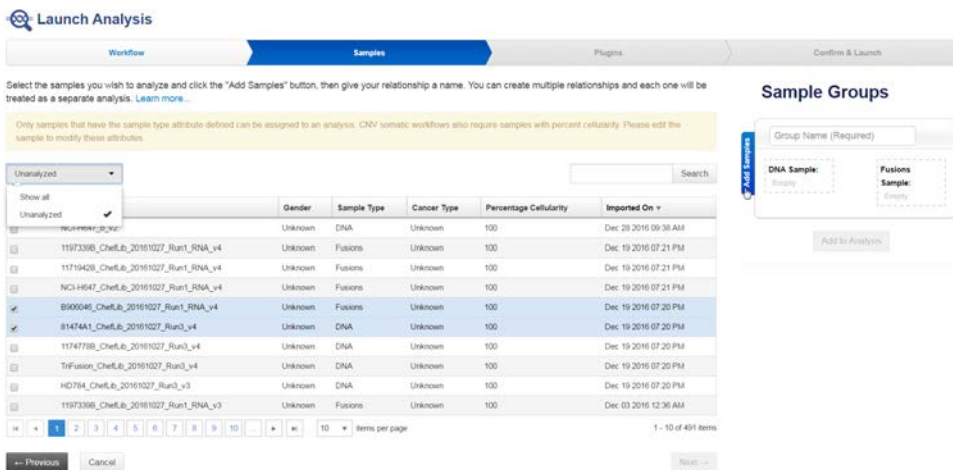 Launch Analysis
Workflow
Samples
Plugins
Confirm & Launch
Select the samples you wish to analyze and click the "Add Samples" button, then give your relationship a name. You can create multiple relationships and each one will be
treated as a separate analysis. Learn more...
Only samples that have the sample type attribute defined can be assigned to an analysis. CNV somatic workflows also require samples with percent cellularity. Please edit the
sample to modify these attributes.
Unanalyzed
Search
Show all
Unanalyzed
Gender Sample Type Cancer Type Percentage Cellularity Imported On
NCI-H647_B_v2 Unknown DNA Unknown 100 Dec 28 2016 09:38 AM
1197339B_ChefLib_20161027_Run1_RNA_v4 Unknown Fusions Unknown 100 Dec 19 2016 07:21 PM
1171942B_ChefLib_20161027_Run1_RNA_v4 Unknown Fusions Unknown 100 Dec 19 2016 07:21 PM
NCI-H647_ChefLib_20161027_Run1_RNA_v4 Unknown Fusions Unknown 100 Dec 19 2016 07:21 PM
B906046_ChefLib_20161027_Run1_RNA_v4 Unknown Fusions Unknown 100 Dec 19 2016 07:20 PM
81474A1_ChefLib_20161027_Run3_v4 Unknown DNA Unknown 100 Dec 19 2016 07:20 PM
1174778B_ChefLib_20161027_Run3_v4 Unknown DNA Unknown 100 Dec 19 2016 07:20 PM
TriFusion_ChefLib_20161027_Run3_v4 Unknown DNA Unknown 100 Dec 19 2016 07:20 PM
HD784_ChefLib_20161027_Run3_v3 Unknown DNA Unknown 100 Dec 19 2016 07:20 PM
1197339B_ChefLib_20161027_Run1_RNA_v3 Unknown Fusions Unknown 100 Dec 03 2016 12:36 AM
1 2 3 4 5 6 7 8 9 10 ... 10 items per page 1 - 10 of 491 items
← Previous
Cancel
Next →
Sample Groups
Group Name (Required)
Add Samples
DNA Sample:
Empty
Fusions
Sample:
Empty
Add to Analysis